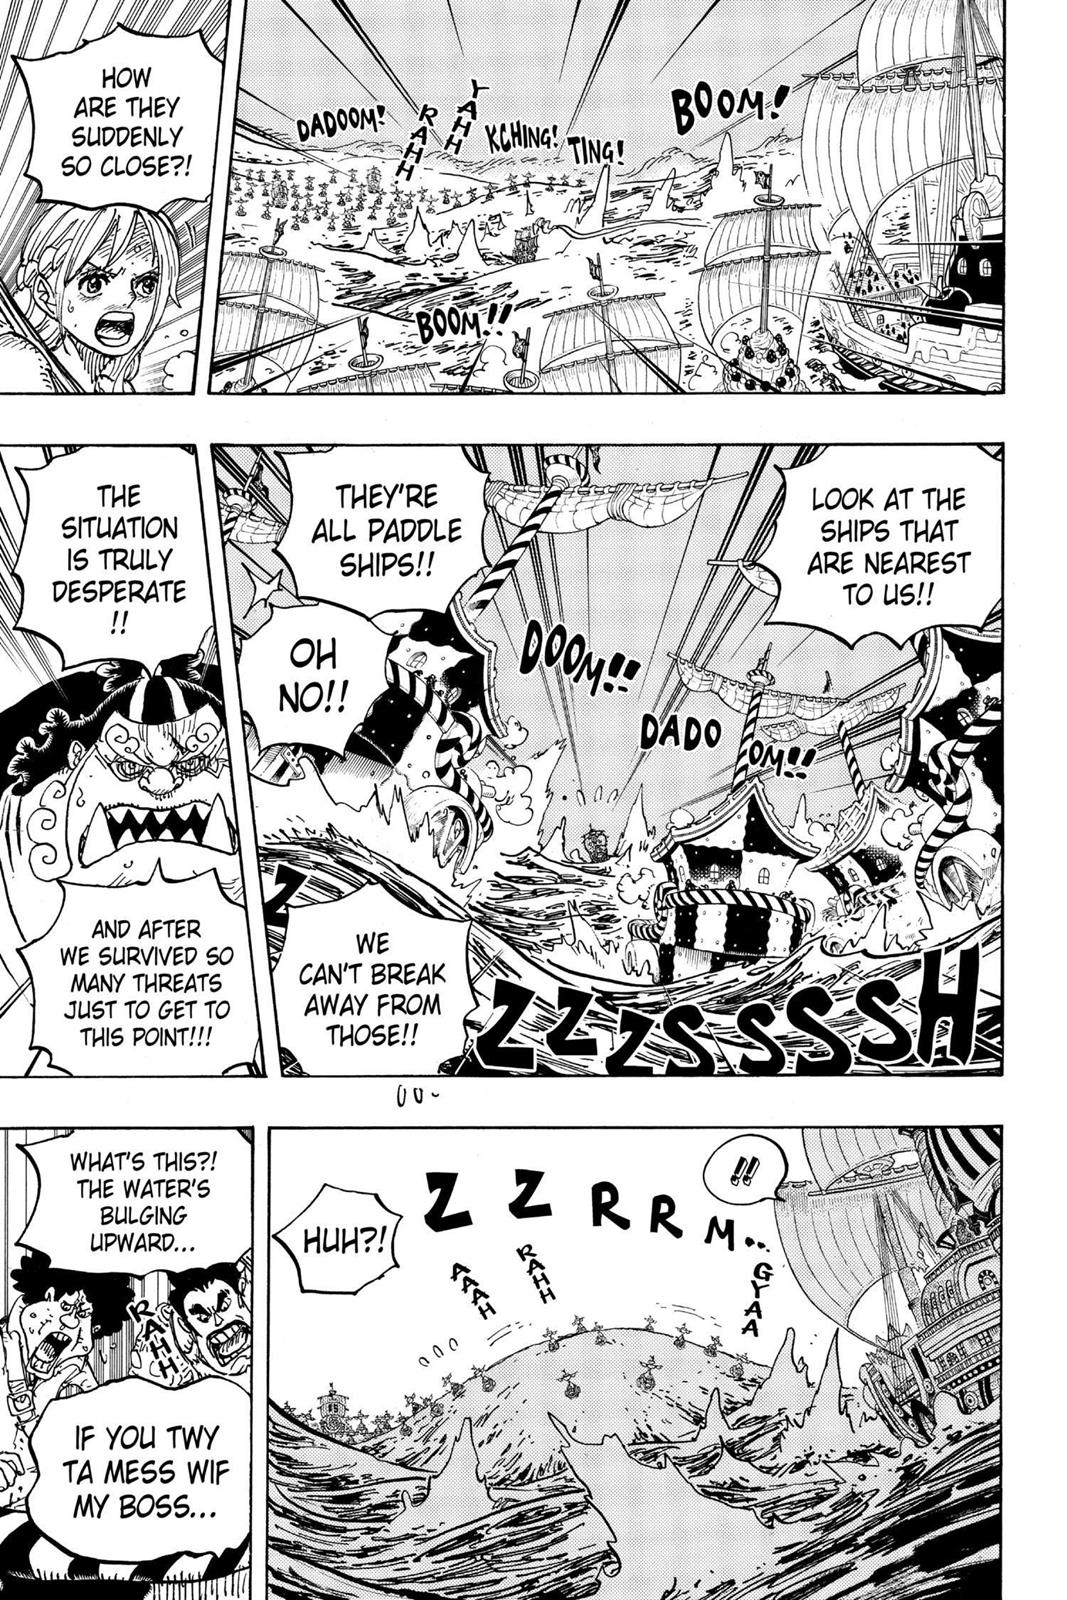 BOOM!
TING!
KCHING!
YAHH
RAHH
DADOOM!
BOOM!!
HOW
ARE THEY
SUDDENLY
SO CLOSE?!
LOOK AT THE
SHIPS THAT
ARE NEAREST
TO US!!
THEY'RE
ALL PADDLE
SHIPS!!
OH
NO!!
DOOM!!
DADO
OM!!
WE
CAN'T BREAK
AWAY FROM
THOSE!!
ZZZZSSSSSH
THE
SITUATION
IS TRULY
DESPERATE
!!
AND AFTER
WE SURVIVED SO
MANY THREATS
JUST TO GET TO
THIS POINT!!!
!!
ZZRRM..
GYAA
RAHH
AAAH
HUH?!
WHAT'S THIS?!
THE WATER'S
BULGING
UPWARD...
RAHH
IF YOU TWY
TA MESS WIF
MY BOSS...